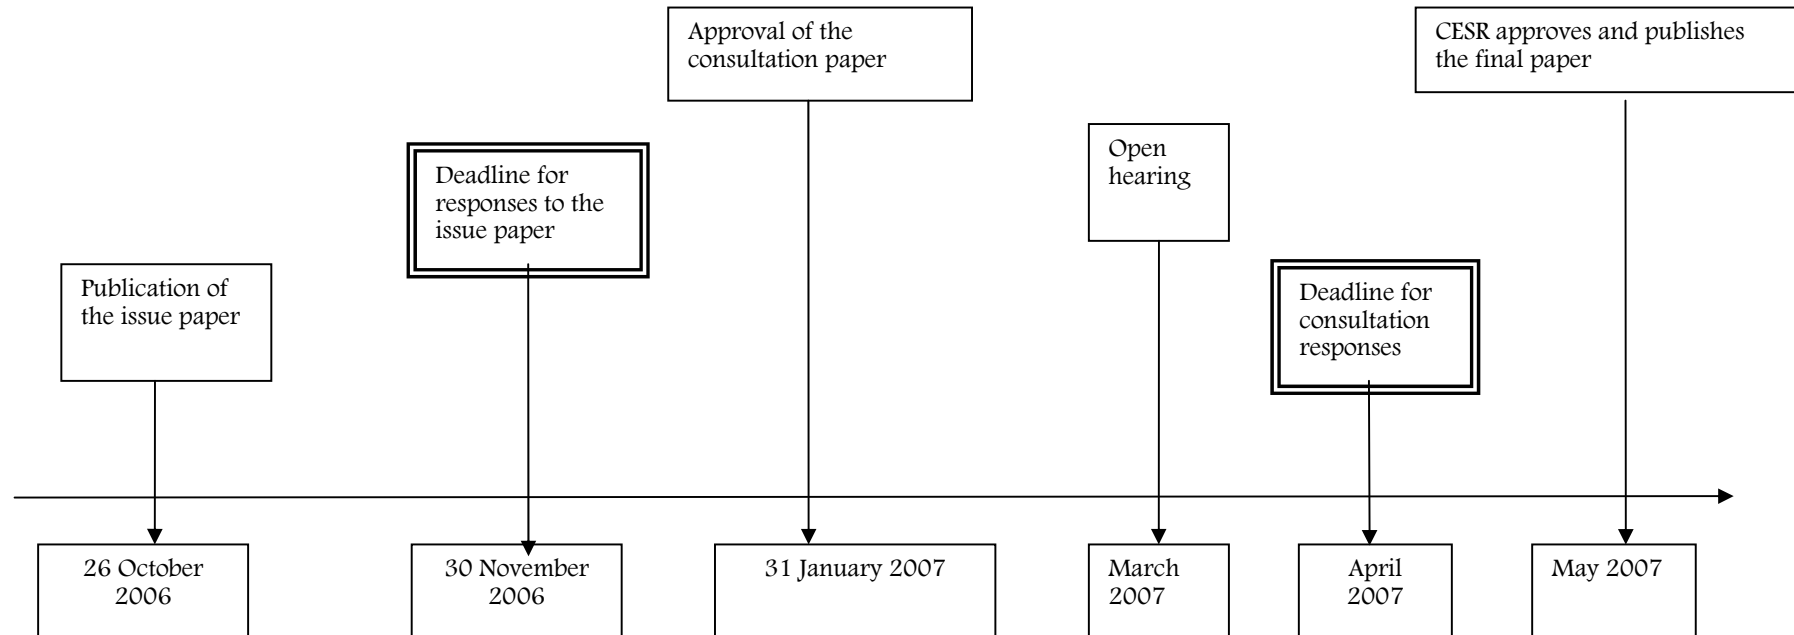 Approval of the
consultation paper
CESR approves and publishes
the final paper
Open
hearing
Deadline for
responses to the
issue paper
Publication of
the issue paper
Deadline for
consultation
responses
26 October
2006
30 November
2006
31 January 2007
March
2007
April
2007
May 2007